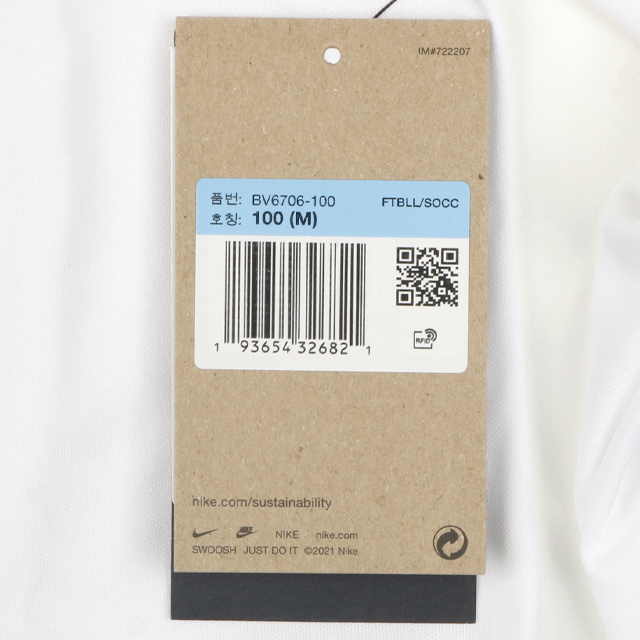 IM#722207
품번: BV6706-100 FTBLL/SOCC
호칭: 100 (M)
1 93654 32682 1
RFID
nike.com/sustainability
NIKE nike.com
SWOOSH JUST DO IT ©2021 Nike